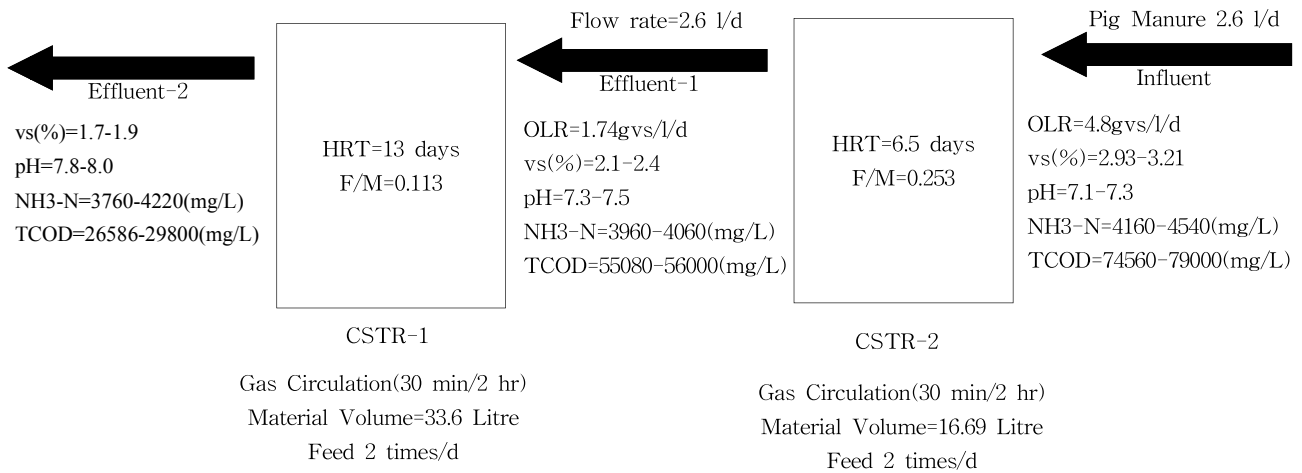 Flow rate=2.6 l/d
Pig Manure 2.6 l/d
Effluent-2
Effluent-1
Influent
vs(%)=1.7-1.9
pH=7.8-8.0
NH3-N=3760-4220(mg/L)
TCOD=26586-29800(mg/L)
HRT=13 days
F/M=0.113
OLR=1.74gvs/l/d
vs(%)=2.1-2.4
pH=7.3-7.5
NH3-N=3960-4060(mg/L)
TCOD=55080-56000(mg/L)
HRT=6.5 days
F/M=0.253
OLR=4.8gvs/l/d
vs(%)=2.93-3.21
pH=7.1-7.3
NH3-N=4160-4540(mg/L)
TCOD=74560-79000(mg/L)
CSTR-1
Gas Circulation(30 min/2 hr)
Material Volume=33.6 Litre
Feed 2 times/d
CSTR-2
Gas Circulation(30 min/2 hr)
Material Volume=16.69 Litre
Feed 2 times/d